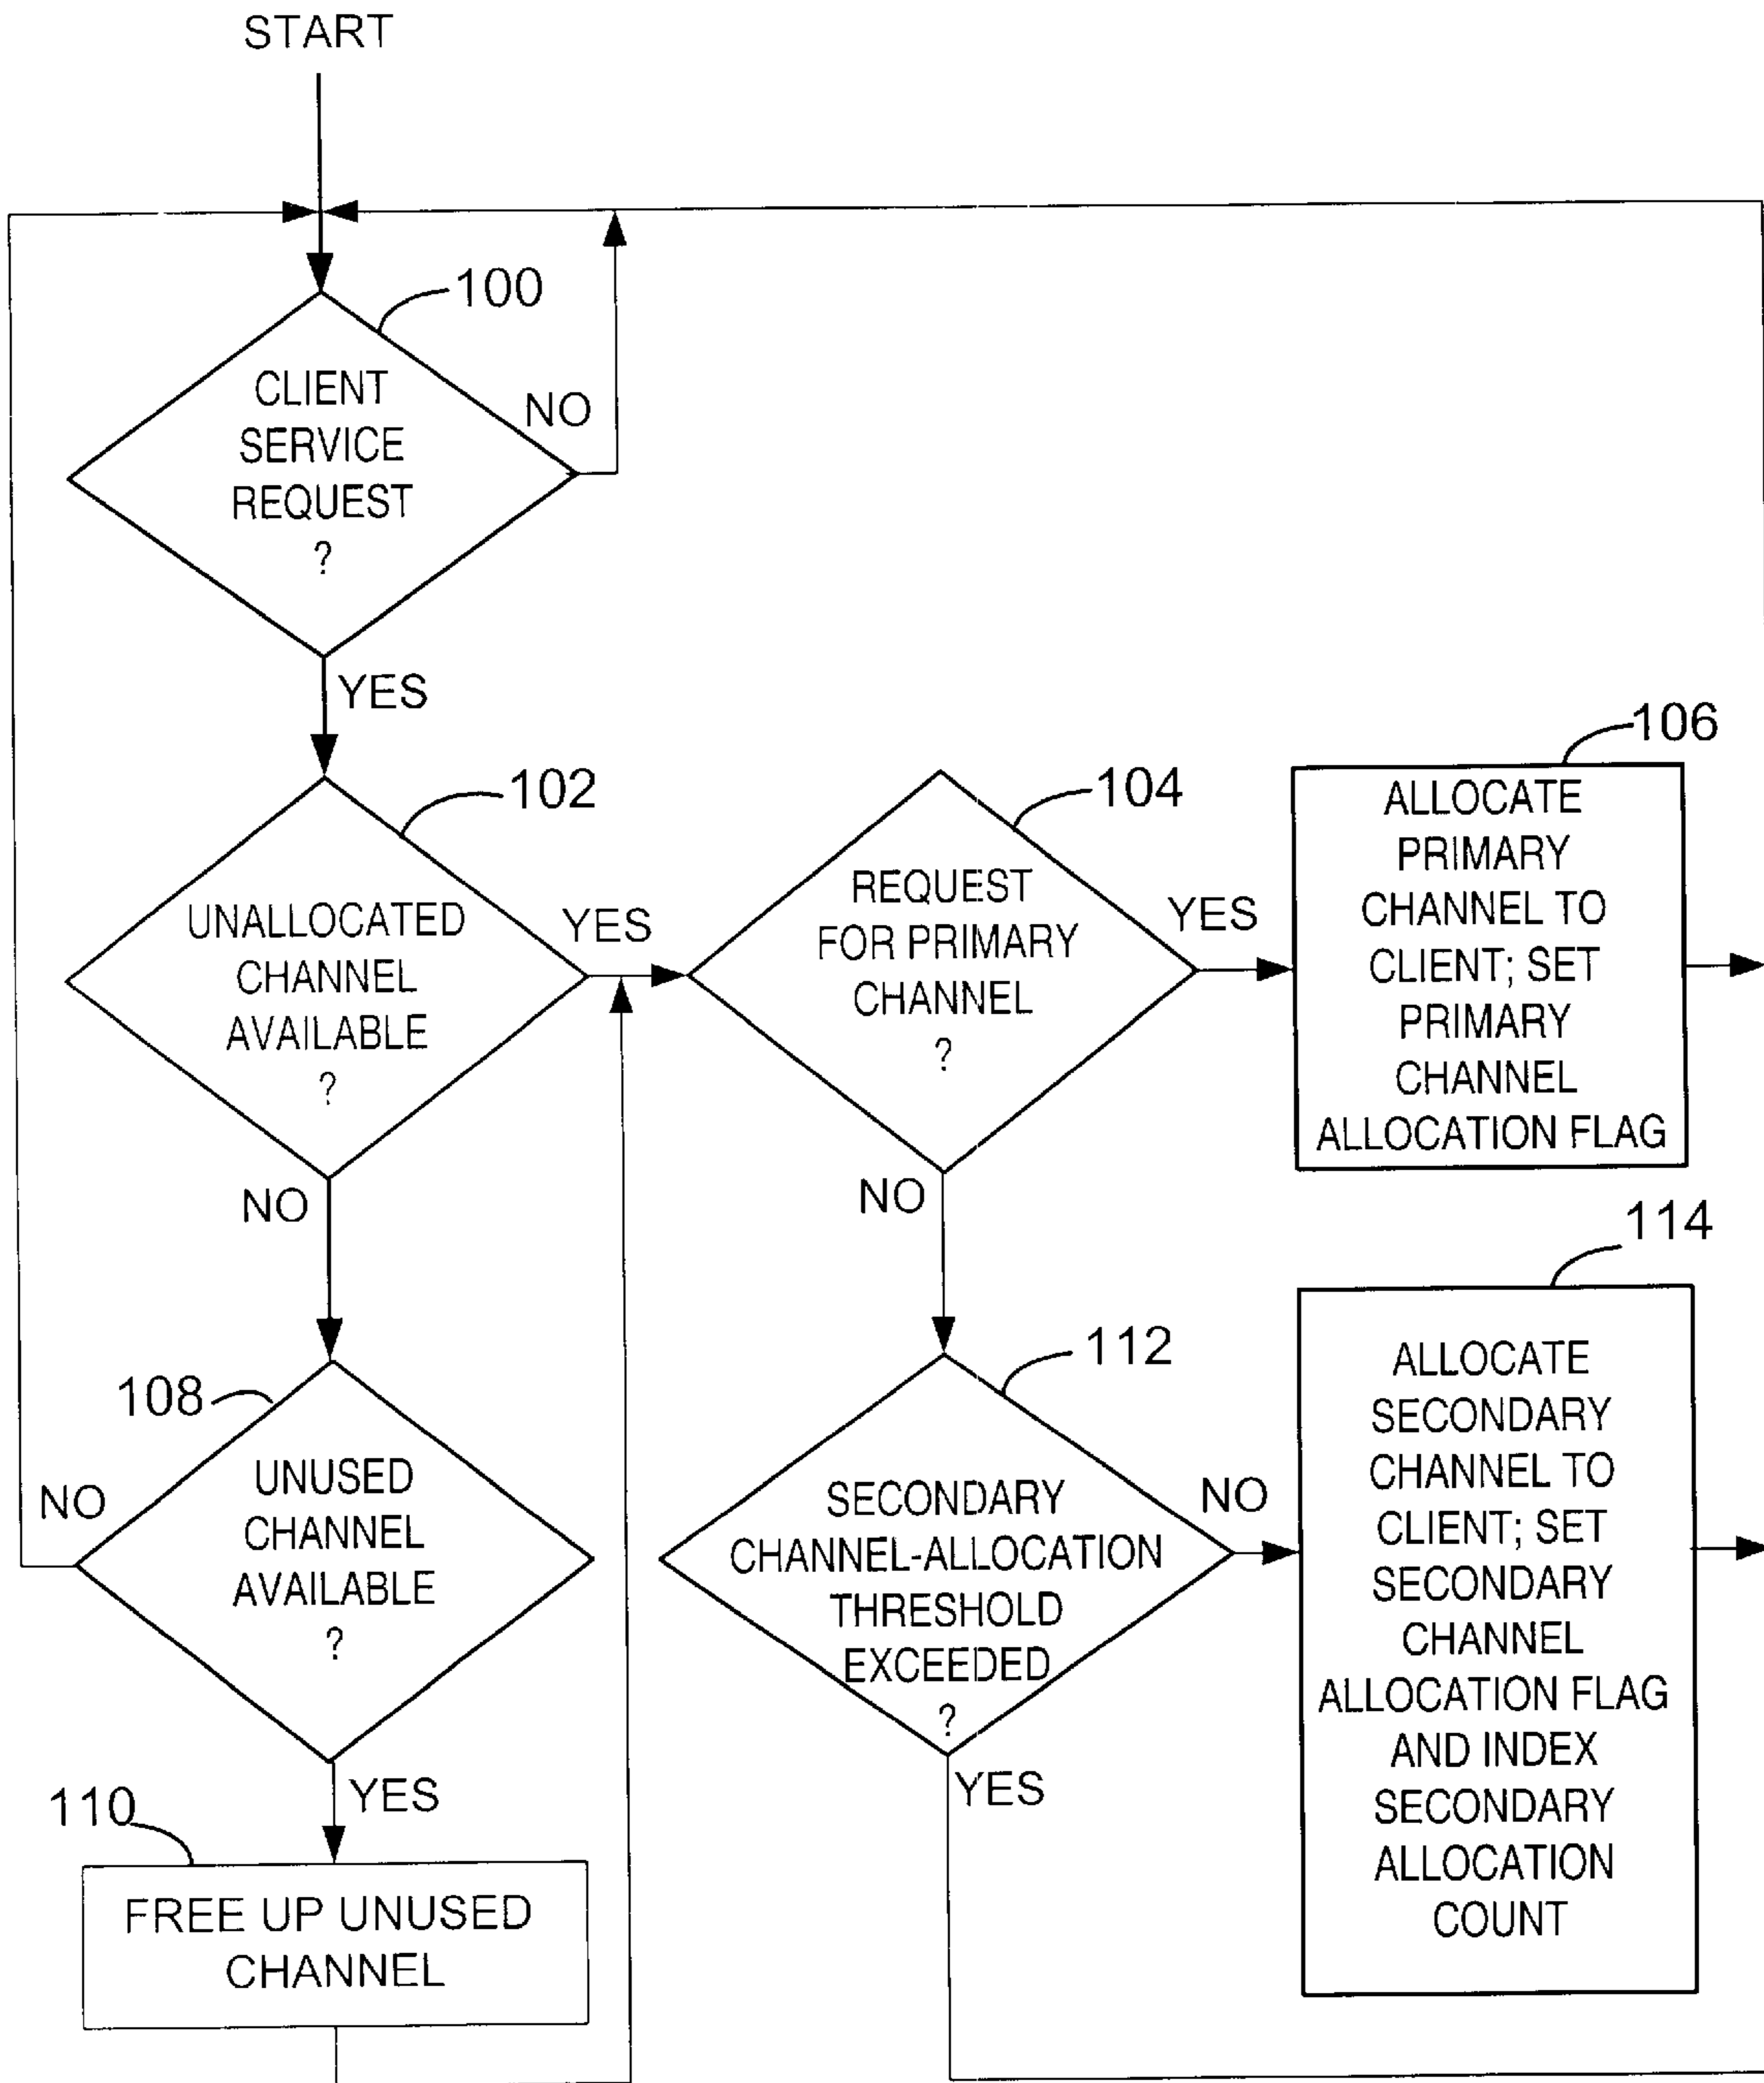 START
100
CLIENT
SERVICE
REQUEST
?
NO
YES
102
UNALLOCATED
CHANNEL
AVAILABLE
?
YES
NO
104
REQUEST
FOR PRIMARY
CHANNEL
?
YES
NO
106
ALLOCATE
PRIMARY
CHANNEL TO
CLIENT; SET
PRIMARY
CHANNEL
ALLOCATION FLAG
108
UNUSED
CHANNEL
AVAILABLE
?
NO
YES
110
FREE UP UNUSED
CHANNEL
112
SECONDARY
CHANNEL-ALLOCATION
THRESHOLD
EXCEEDED
?
NO
YES
114
ALLOCATE
SECONDARY
CHANNEL TO
CLIENT; SET
SECONDARY
CHANNEL
ALLOCATION FLAG
AND INDEX
SECONDARY
ALLOCATION
COUNT